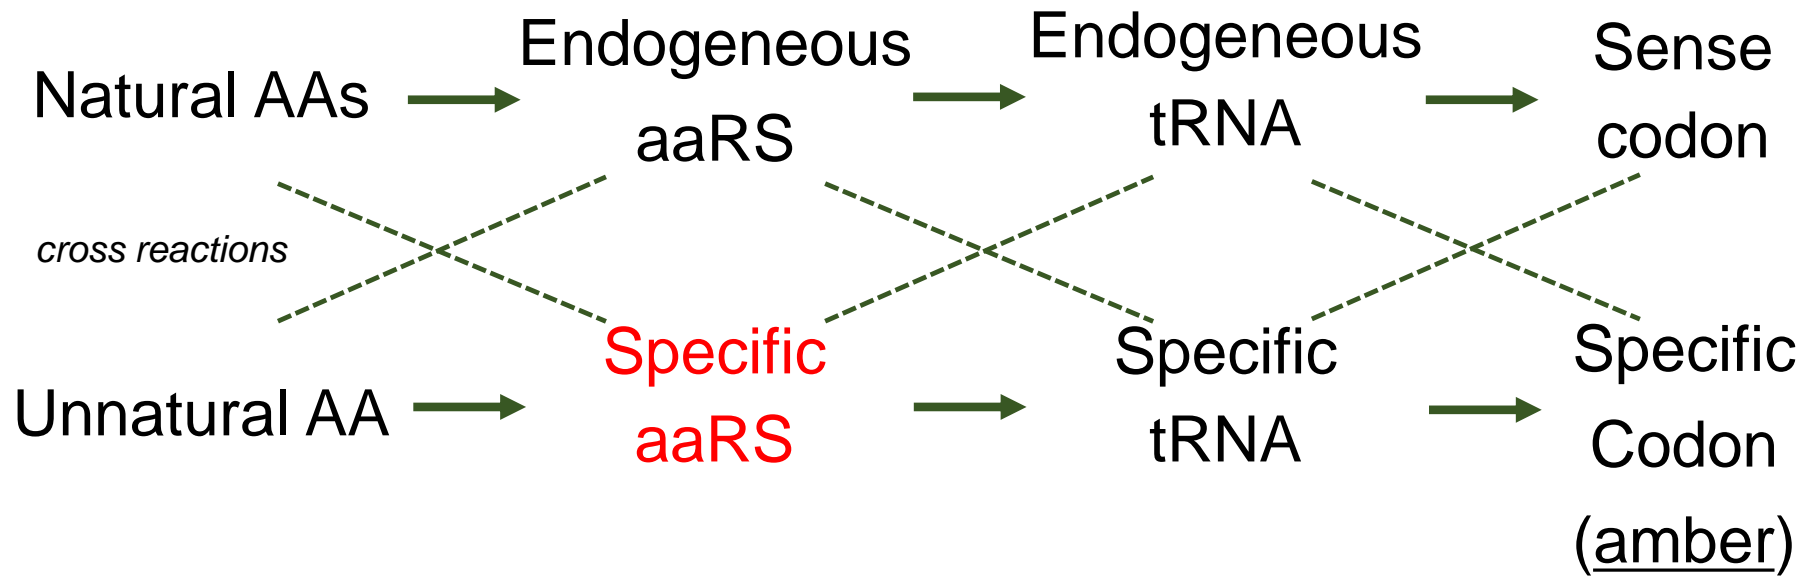 Natural AAs
Endogeneous
aaRS
Endogeneous
tRNA
Sense
codon
cross reactions
Unnatural AA
Specific
aaRS
Specific
tRNA
Specific
Codon
(amber)